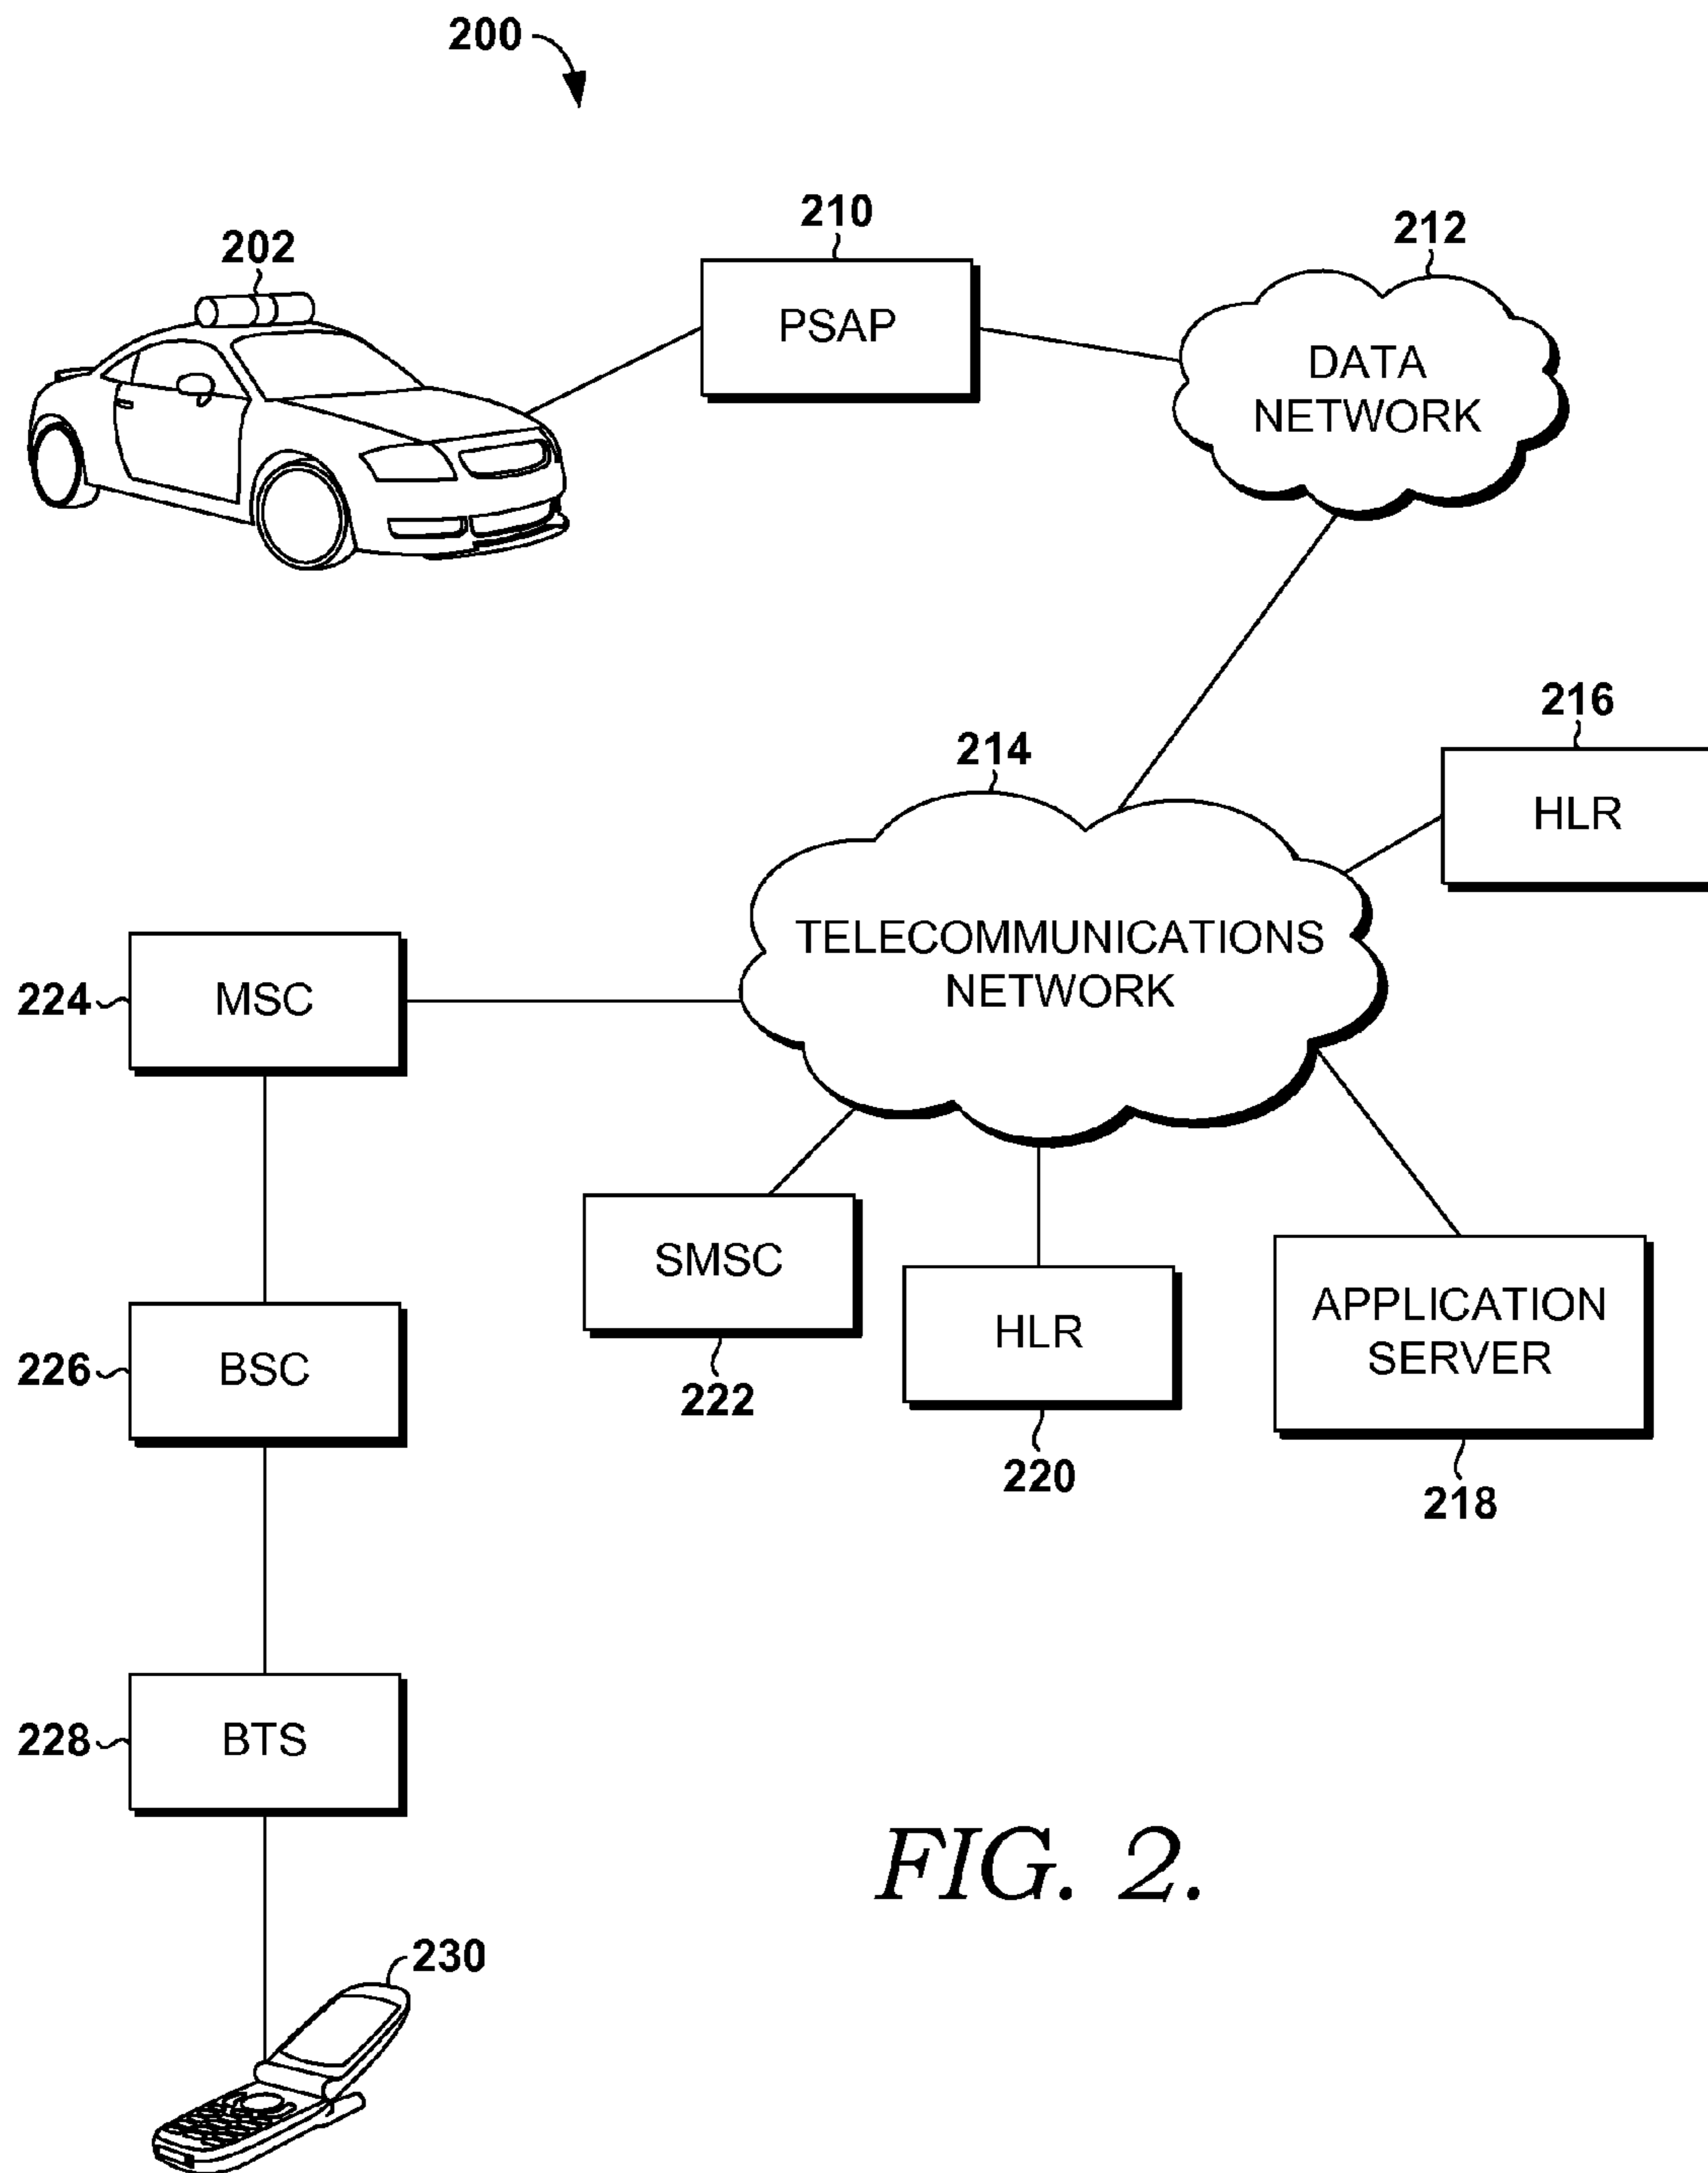 200
210
212
202
PSAP
DATA
NETWORK
216
214
HLR
TELECOMMUNICATIONS
NETWORK
224
MSC
SMSC
222
HLR
220
APPLICATION
SERVER
218
226
BSC
228
BTS
FIG. 2.
230